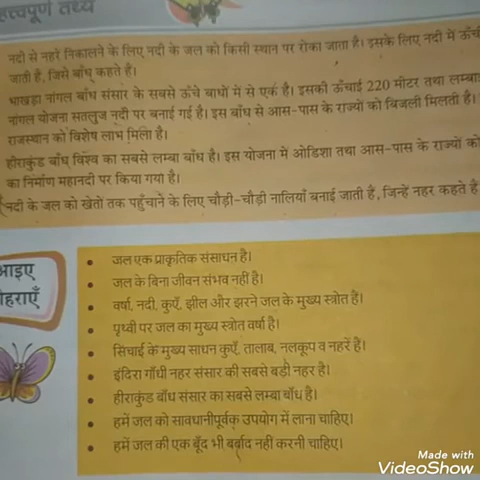 महत्त्वपूर्ण तथ्य
नदी से नहरें निकालने के लिए नदी के जल को किसी स्थान पर रोका जाता है। इसके लिए नदी में ऊँची
जाती है, जिसे बाँध कहते हैं।
भाखड़ा नांगल बाँध संसार के सबसे ऊँचे बाधों में से एक है। इसकी ऊँचाई 220 मीटर तथा लम्बाई
नांगल योजना सतलुज नदी पर बनाई गई है। इस बाँध से आस-पास के राज्यों को बिजली मिलती है।
राजस्थान को विशेष लाभ मिला है।
हीराकुंड बाँध विश्व का सबसे लम्बा बाँध है। इस योजना में ओडिशा तथा आस-पास के राज्यों को
का निर्माण महानदी पर किया गया है।
नदी के जल को खेतों तक पहुँचाने के लिए चौड़ी-चौड़ी नालियाँ बनाई जाती हैं, जिन्हें नहर कहते हैं
आइए
दोहराएँ
• जल एक प्राकृतिक संसाधन है।
• जल के बिना जीवन संभव नहीं है।
• वर्षा, नदी, कुएँ, झील और झरने जल के मुख्य स्त्रोत हैं।
• पृथ्वी पर जल का मुख्य स्त्रोत वर्षा है।
• सिंचाई के मुख्य साधन कुएँ, तालाब, नलकूप व नहरें हैं।
• इंदिरा गाँधी नहर संसार की सबसे बड़ी नहर है।
• हीराकुंड बाँध संसार का सबसे लम्बा बाँध है।
• हमें जल को सावधानीपूर्वक उपयोग में लाना चाहिए।
• हमें जल की एक बूँद भी बर्बाद नहीं करनी चाहिए।
Made with
VideoShow